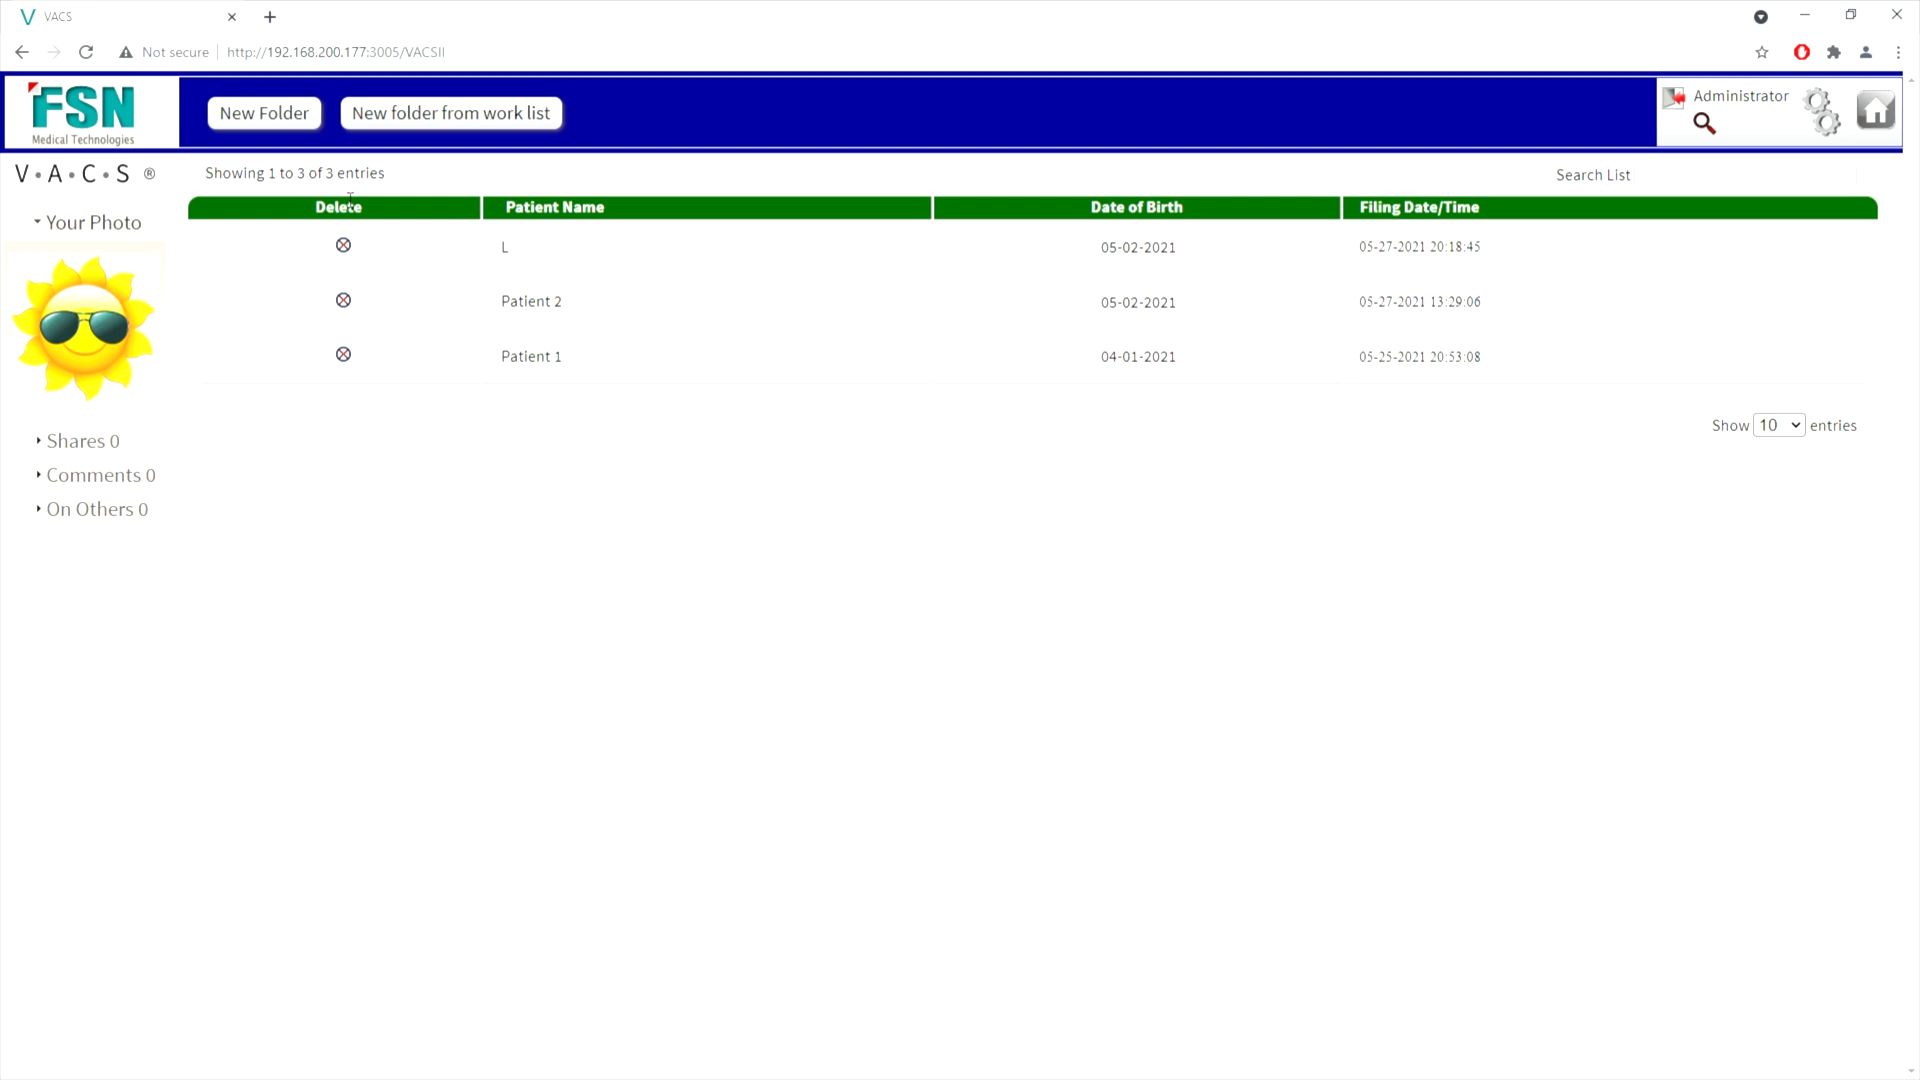 VACS
Not secure http://192.168.200.177:3005/VACSII
FSN
Medical Technologies
New Folder
New folder from work list
Administrator
V•A•C•S ®
Showing 1 to 3 of 3 entries
Search List
Your Photo
Delete Patient Name Date of Birth Filing Date/Time
L 05-02-2021 05-27-2021 20:18:45
Patient 2 05-02-2021 05-27-2021 13:29:06
Patient 1 04-01-2021 05-25-2021 20:53:08
Show 10 entries
Shares 0
Comments 0
On Others 0